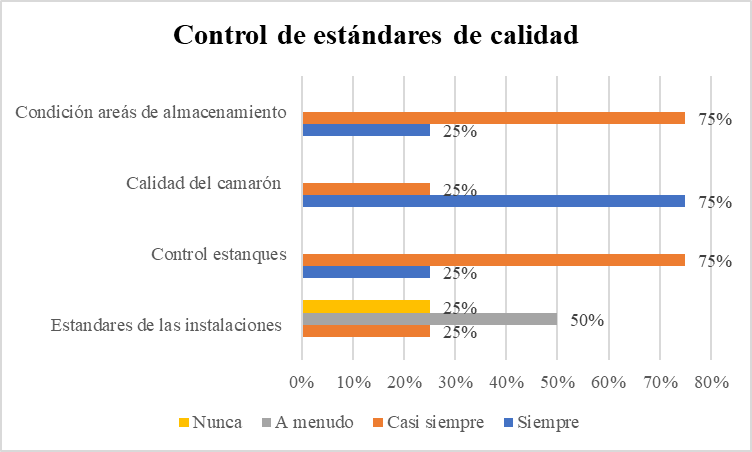 Control de estándares de calidad
Condición areás de almacenamiento
75%
25%
Calidad del camarón
25%
75%
Control estanques
75%
25%
Estandares de las instalaciones
25%
50%
25%
0% 10% 20% 30% 40% 50% 60% 70% 80%
Nunca A menudo Casi siempre Siempre